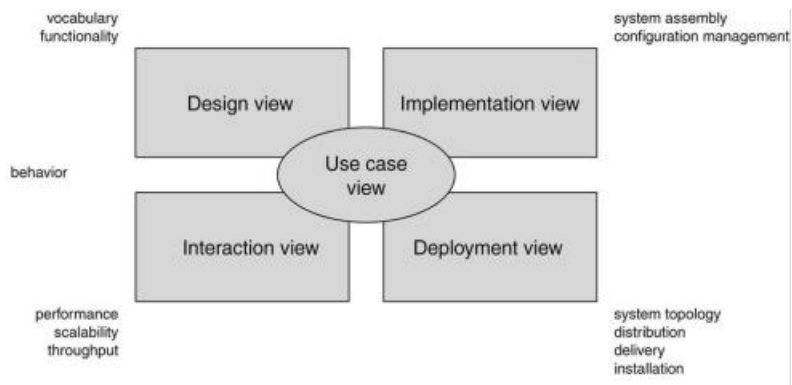 vocabulary
functionality
system assembly
configuration management
Design view
Implementation view
Use case
view
behavior
Interaction view
Deployment view
performance
scalability
throughput
system topology
distribution
delivery
installation